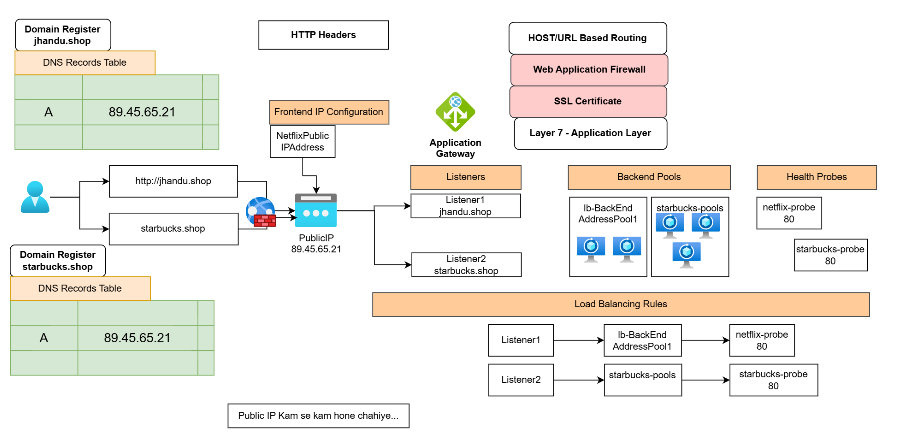 Domain Register
jhandu.shop
DNS Records Table
A 89.45.65.21
HTTP Headers
HOST/URL Based Routing
Web Application Firewall
SSL Certificate
Layer 7 - Application Layer
Frontend IP Configuration
NetflixPublic
IPAddress
Application
Gateway
http://jhandu.shop
starbucks.shop
PublicIP
89.45.65.21
Listeners
Listener1
jhandu.shop
Listener2
starbucks.shop
Backend Pools
lb-BackEnd
AddressPool1
starbucks-pools
Health Probes
netflix-probe
80
starbucks-probe
80
Domain Register
starbucks.shop
DNS Records Table
A 89.45.65.21
Load Balancing Rules
Listener1
lb-BackEnd
AddressPool1
netflix-probe
80
Listener2
starbucks-pools
starbucks-probe
80
Public IP Kam se kam hone chahiye...